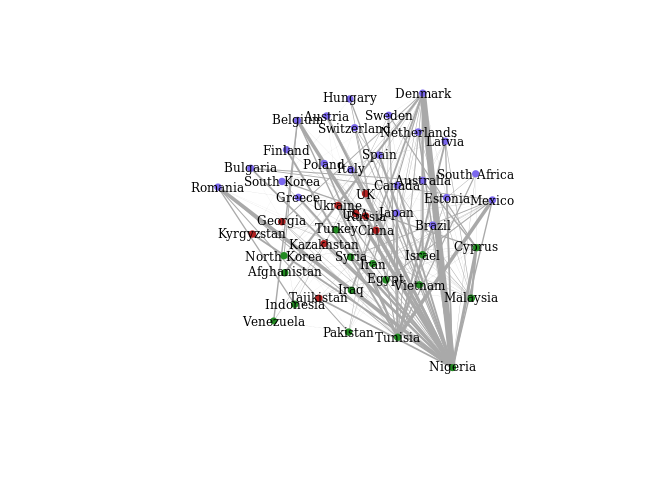 Denmark
Hungary
Austria
Belgium
Sweden
Switzerland
Netherlands
Latvia
Finland
Spain
Poland
Italy
Bulgaria
South Korea
Romania
Canada
Australia
South Africa
Greece
UK
Estonia
Mexico
Ukraine
USA
Russia
Japan
Georgia
Turkey
China
Brazil
Kyrgyzstan
Kazakhstan
Cyprus
North Korea
Syria
Iran
Israel
Afghanistan
Egypt
Vietnam
Iraq
Tajikistan
Indonesia
Malaysia
Venezuela
Pakistan
Tunisia
Nigeria